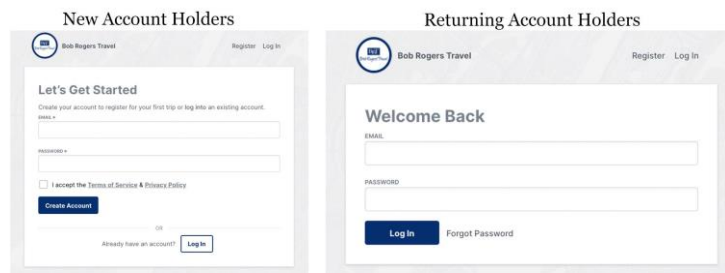 New Account Holders
Bob Rogers Travel
Register Log In
Let's Get Started
Create your account to register for your first trip or log into an existing account.
EMAIL *
PASSWORD *
I accept the Terms of Service & Privacy Policy
Create Account
OR
Already have an account? Log In
Returning Account Holders
Bob Rogers Travel
Register Log In
Welcome Back
EMAIL
PASSWORD
Log In Forgot Password